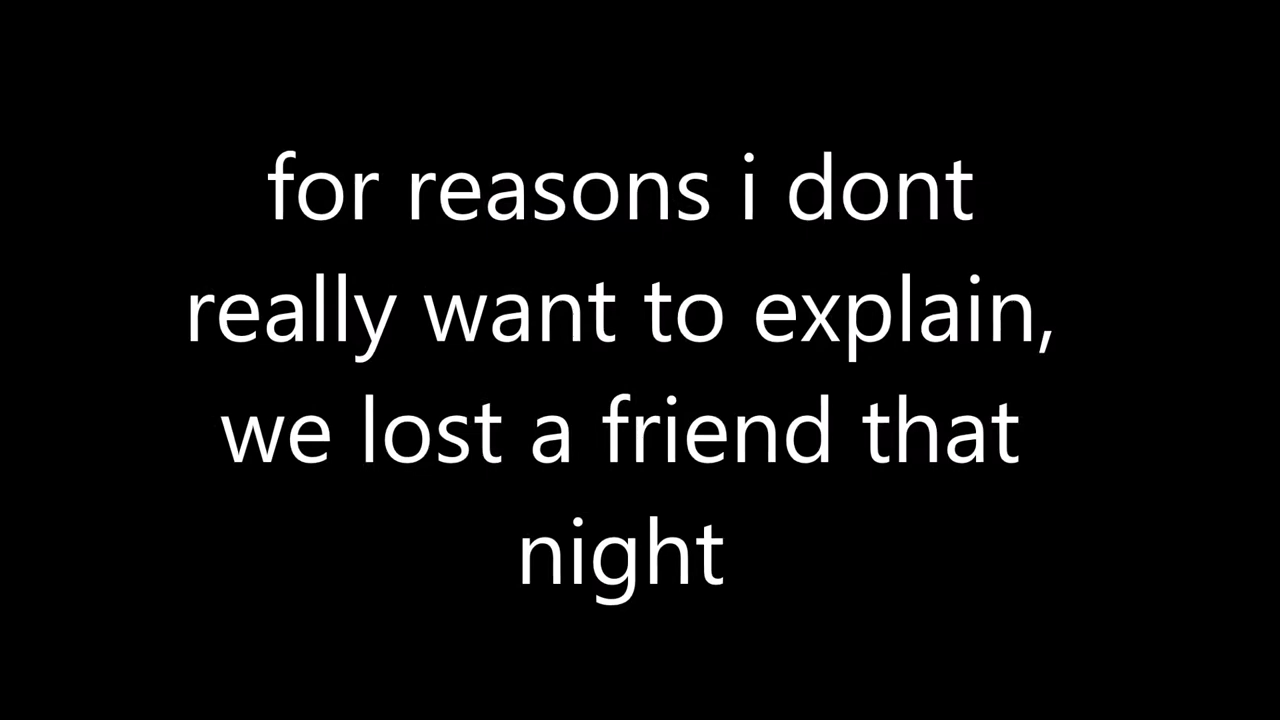 for reasons i dont
really want to explain,
we lost a friend that
night